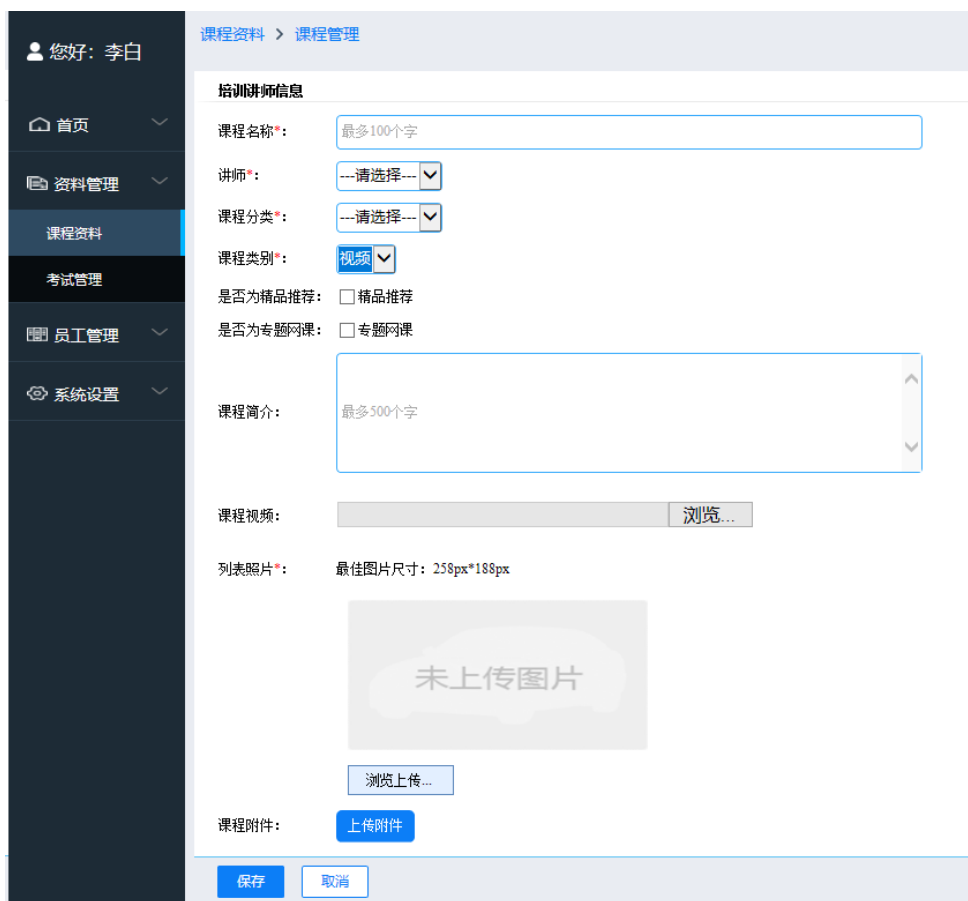 您好：李白
首页
资料管理
课程资料
考试管理
员工管理
系统设置
课程资料 > 课程管理
培训讲师信息
课程名称*： 最多100个字
讲师*： ---请选择---
课程分类*： ---请选择---
课程类别*： 视频
是否为精品推荐： 精品推荐
是否为专题网课： 专题网课
课程简介： 最多500个字
课程视频： 浏览...
列表照片*： 最佳图片尺寸：258px*188px
未上传图片
浏览上传...
课程附件： 上传附件
保存 取消